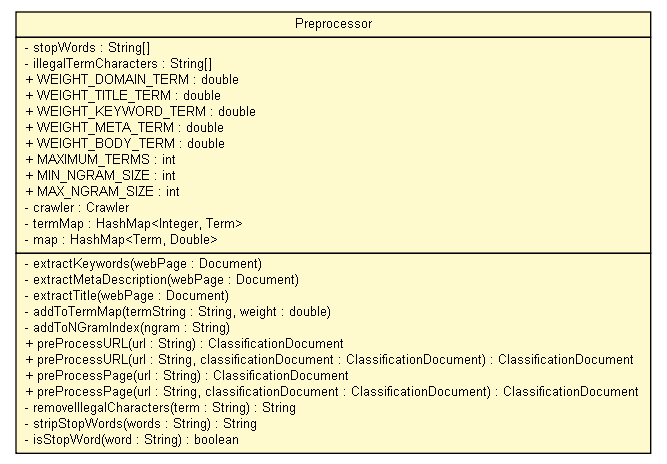 Preprocessor
- stopWords : String[]
- illegalTermCharacters : String[]
+ WEIGHT_DOMAIN_TERM : double
+ WEIGHT_TITLE_TERM : double
+ WEIGHT_KEYWORD_TERM : double
+ WEIGHT_META_TERM : double
+ WEIGHT_BODY_TERM : double
+ MAXIMUM_TERMS : int
+ MIN_NGRAM_SIZE : int
+ MAX_NGRAM_SIZE : int
- crawler : Crawler
- termMap : HashMap<Integer, Term>
- map : HashMap<Term, Double>
- extractKeywords(webPage : Document)
- extractMetaDescription(webPage : Document)
- extractTitle(webPage : Document)
- addToTermMap(termString : String, weight : double)
- addToNGramIndex(ngram : String)
+ preProcessURL(url : String) : ClassificationDocument
+ preProcessURL(url : String, classificationDocument : ClassificationDocument) : ClassificationDocument
+ preProcessPage(url : String) : ClassificationDocument
+ preProcessPage(url : String, classificationDocument : ClassificationDocument) : ClassificationDocument
- removeIllegalCharacters(term : String) : String
- stripStopWords(words : String) : String
- isStopWord(word : String) : boolean